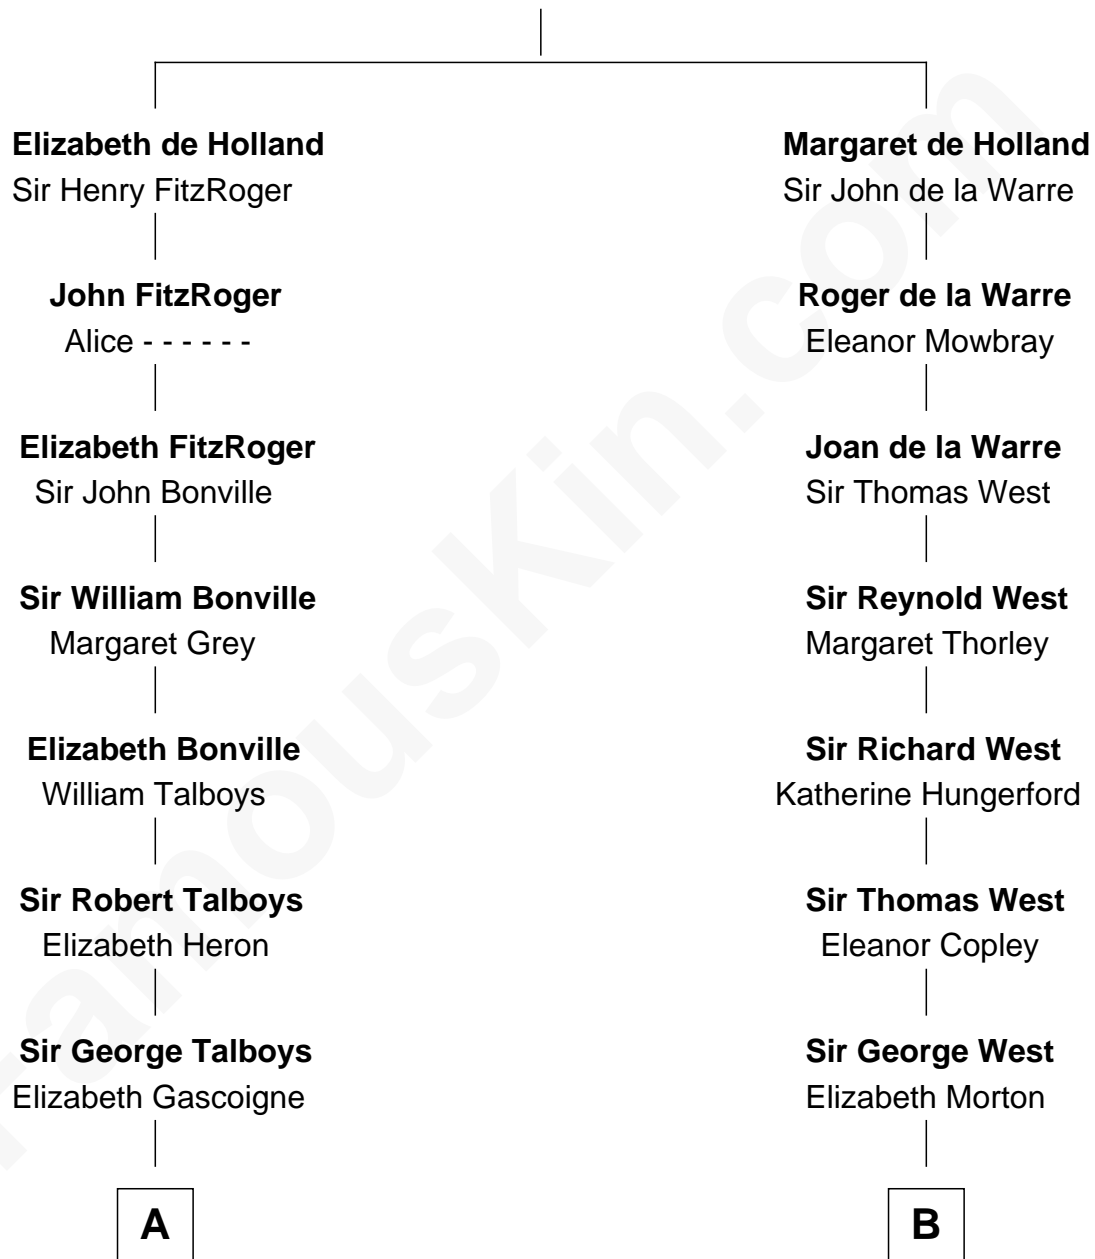 Elizabeth de Holland
Sir Henry FitzRoger
John FitzRoger
Alice - - - - - -
Elizabeth FitzRoger
Sir John Bonville
Sir William Bonville
Margaret Grey
Elizabeth Bonville
William Talboys
Sir Robert Talboys
Elizabeth Heron
Sir George Talboys
Elizabeth Gascoigne
A
Margaret de Holland
Sir John de la Warre
Roger de la Warre
Eleanor Mowbray
Joan de la Warre
Sir Thomas West
Sir Reynold West
Margaret Thorley
Sir Richard West
Katherine Hungerford
Sir Thomas West
Eleanor Copley
Sir George West
Elizabeth Morton
B
FamousKin.com